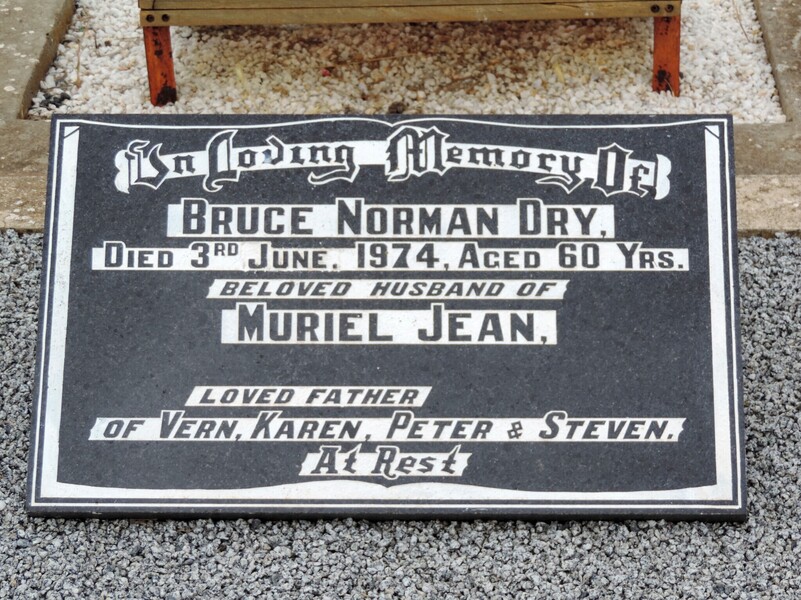 In Loving Memory Of
BRUCE NORMAN DRY,
DIED 3RD JUNE, 1974, AGED 60 YRS.
BELOVED HUSBAND OF
MURIEL JEAN,
LOVED FATHER
OF VERN, KAREN, PETER & STEVEN.
At Rest